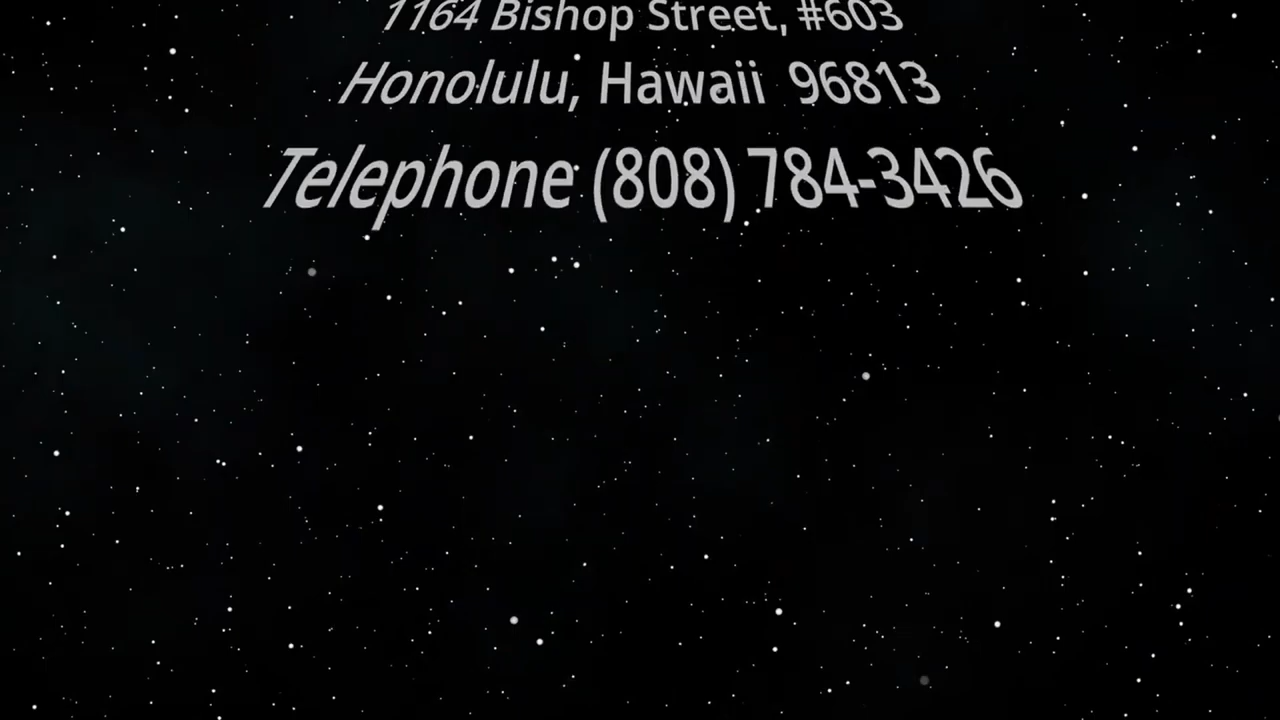 1164 Bishop Street, #603
Honolulu, Hawaii  96813
Telephone (808) 784-3426